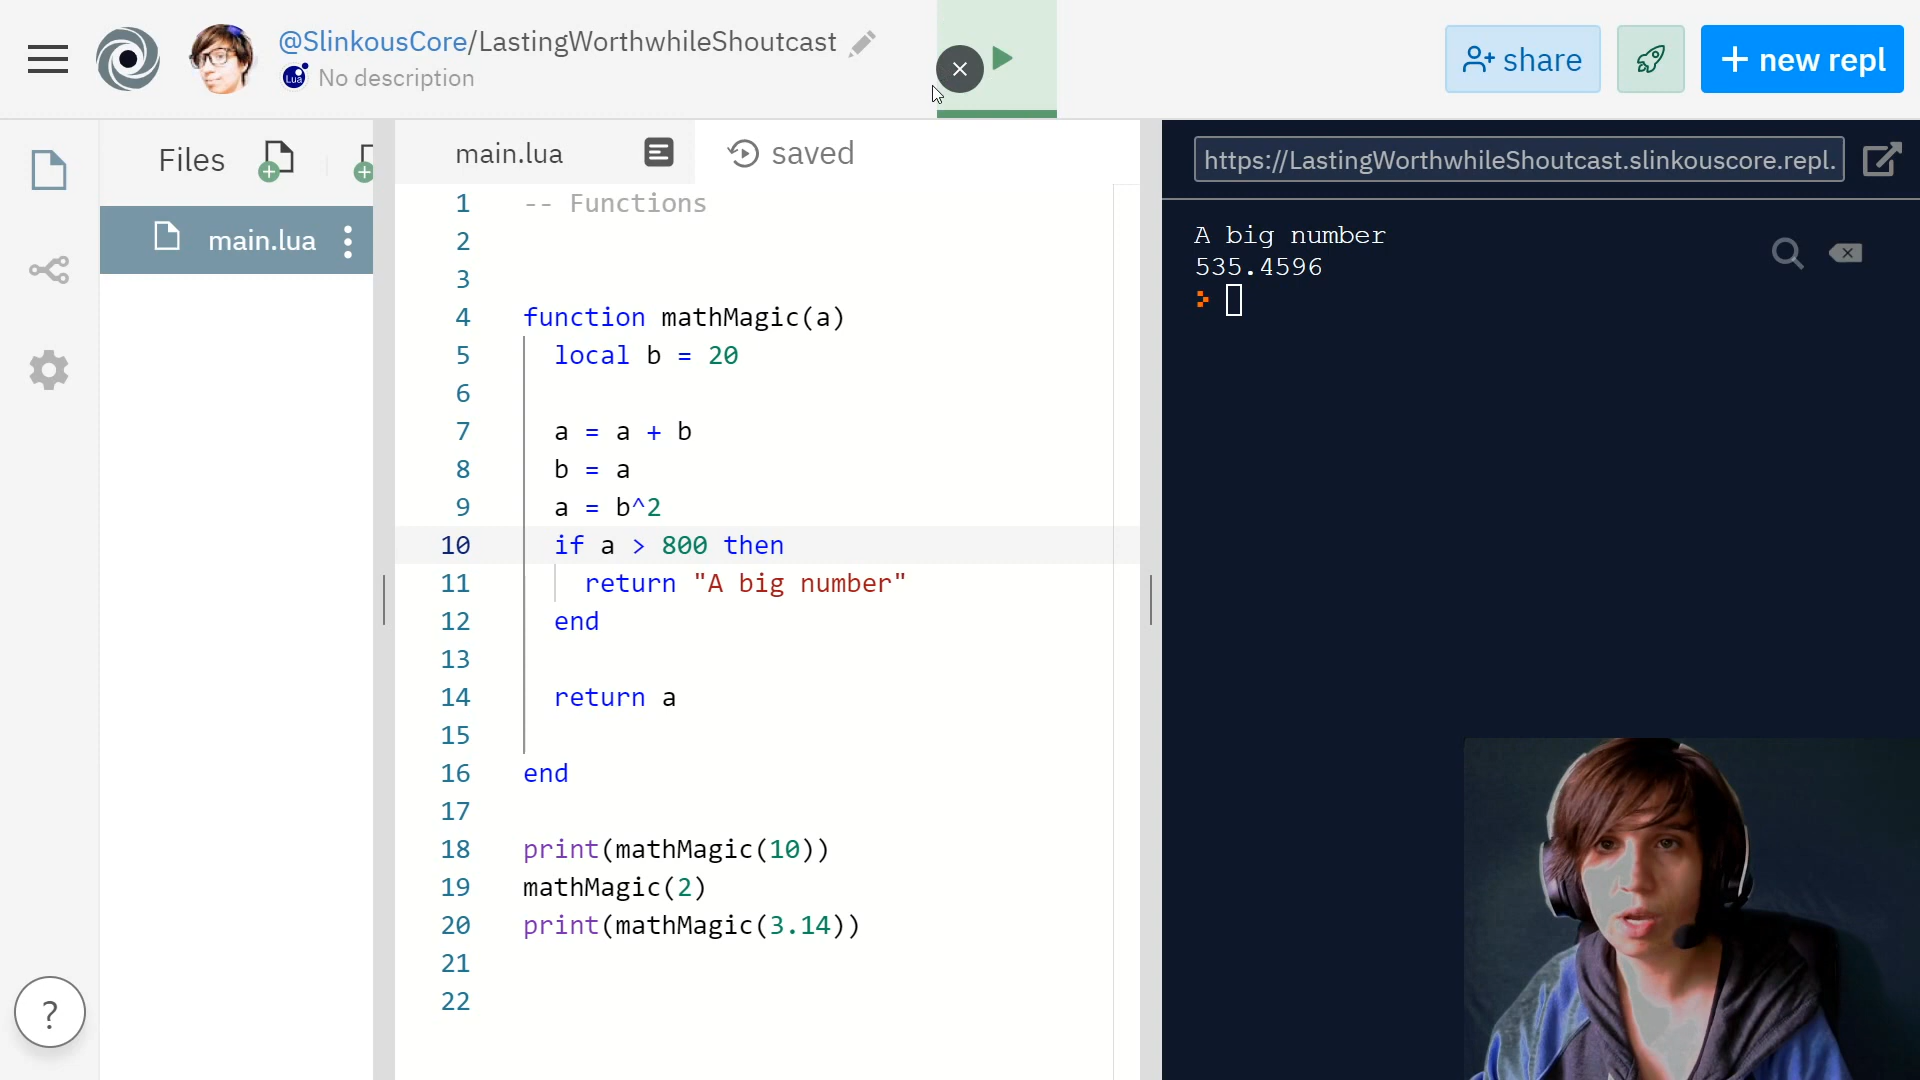 @SlinkousCore/LastingWorthwhileShoutcast
Lua No description
share
+ new repl
Files
main.lua
main.lua
saved
1 -- Functions
2
3
4 function mathMagic(a)
5 local b = 20
6
7 a = a + b
8 b = a
9 a = b^2
10 if a > 800 then
11 return "A big number"
12 end
13
14 return a
15
16 end
17
18 print(mathMagic(10))
19 mathMagic(2)
20 print(mathMagic(3.14))
21
22
https://LastingWorthwhileShoutcast.slinkouscore.repl.
A big number
535.4596
?